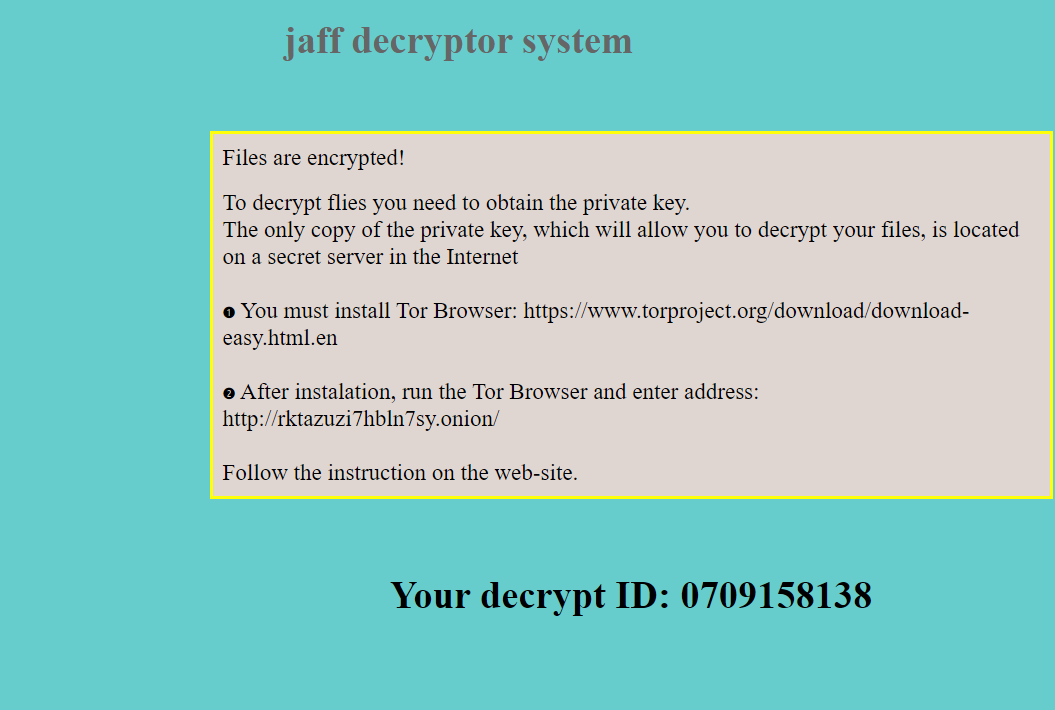 jaff decryptor system
Files are encrypted!
To decrypt flies you need to obtain the private key.
The only copy of the private key, which will allow you to decrypt your files, is located
on a secret server in the Internet
❶ You must install Tor Browser: https://www.torproject.org/download/download-
easy.html.en
❷ After instalation, run the Tor Browser and enter address:
http://rktazuzi7hbln7sy.onion/
Follow the instruction on the web-site.
Your decrypt ID: 0709158138